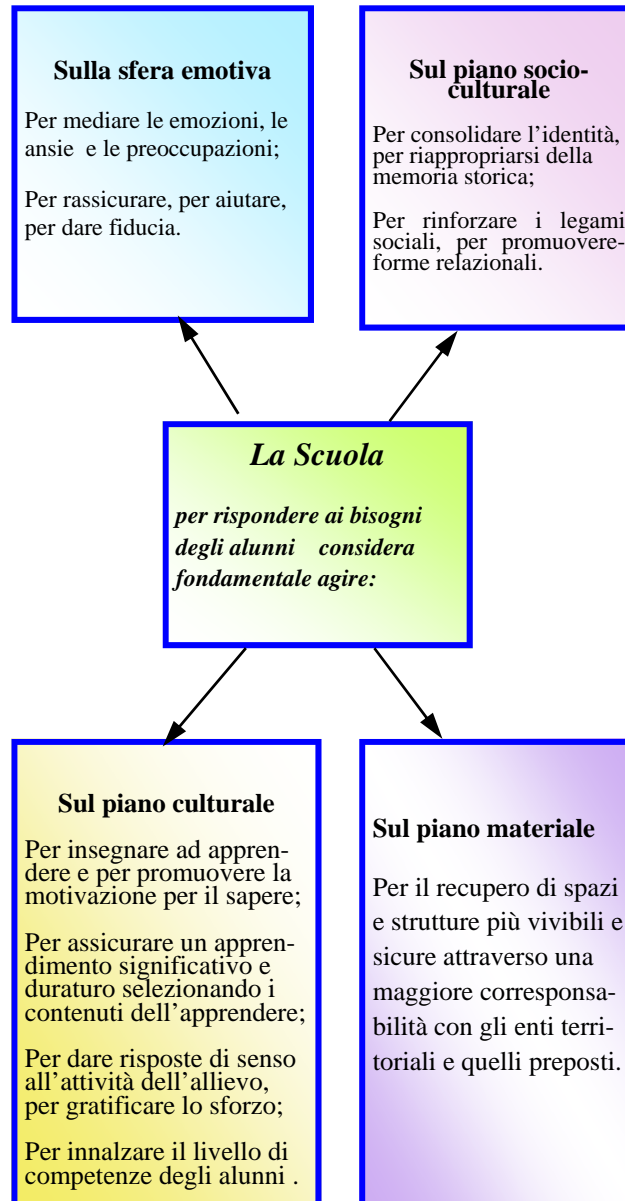 Sulla sfera emotiva
Per mediare le emozioni, le
ansie e le preoccupazioni;
Per rassicurare, per aiutare,
per dare fiducia.
Sul piano socio-
culturale
Per consolidare l’identità,
per riappropriarsi della
memoria storica;
Per rinforzare i legami
sociali, per promuovere-
forme relazionali.
La Scuola
per rispondere ai bisogni
degli alunni considera
fondamentale agire:
Sul piano culturale
Per insegnare ad appren-
dere e per promuovere la
motivazione per il sapere;
Per assicurare un appren-
dimento significativo e
duraturo selezionando i
contenuti dell’apprendere;
Per dare risposte di senso
all’attività dell’allievo,
per gratificare lo sforzo;
Per innalzare il livello di
competenze degli alunni .
Sul piano materiale
Per il recupero di spazi
e strutture più vivibili e
sicure attraverso una
maggiore corresponsa-
bilità con gli enti terri-
toriali e quelli preposti.